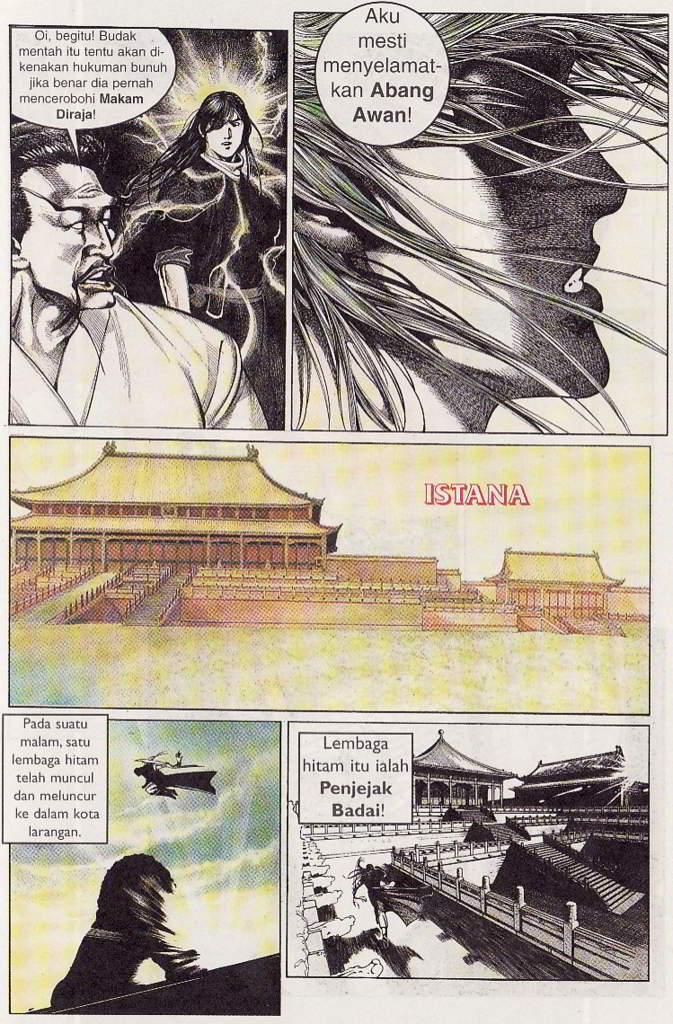 Oi, begitu! Budak
mentah itu tentu akan di-
kenakan hukuman bunuh
jika benar dia pernah
mencerobohi Makam
Diraja!
Aku
mesti
menyelamat-
kan Abang
Awan!
ISTANA
Pada suatu
malam, satu
lembaga hitam
telah muncul
dan meluncur
ke dalam kota
larangan.
Lembaga
hitam itu ialah
Penjejak
Badai!